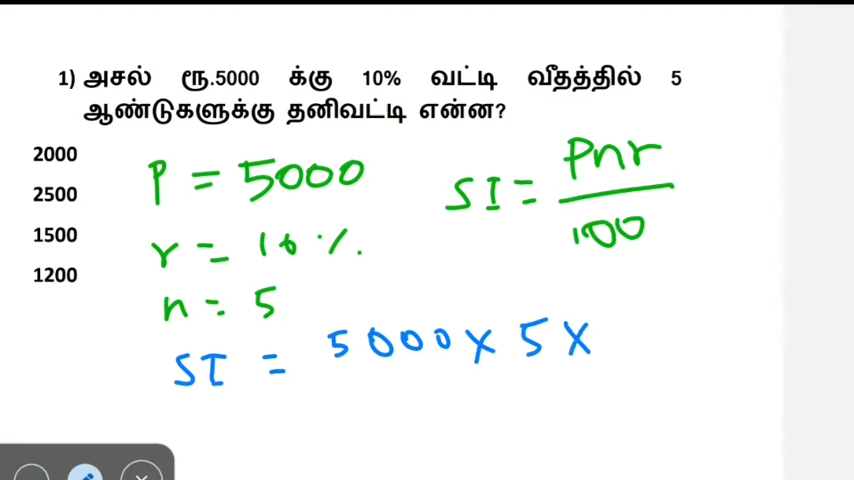 1) அசல் ரூ.5000 க்கு 10% வட்டி வீதத்தில் 5
ஆண்டுகளுக்கு தனிவட்டி என்ன?
2000
2500
1500
1200
P = 5000
r = 10 %.
n = 5
SI = Pnr
100
SI = 5000 x 5 x